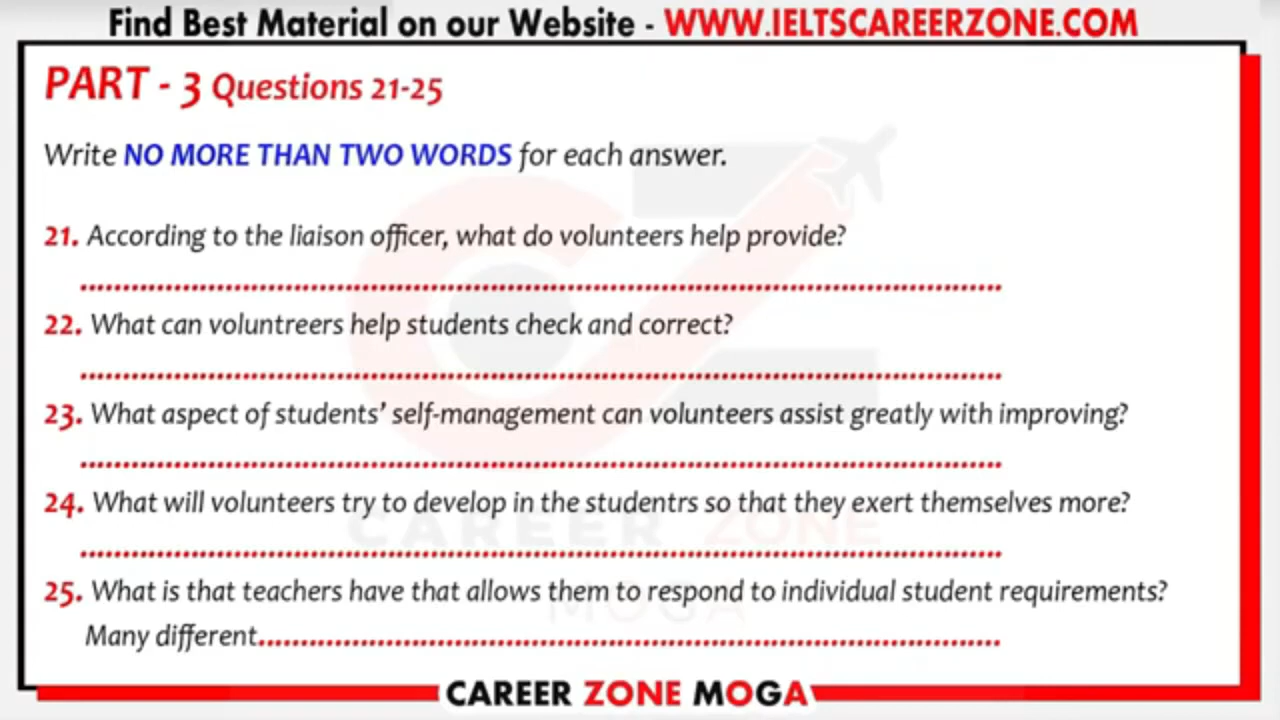 Find Best Material on our Website - WWW.IELTSCAREERZONE.COM
PART - 3 Questions 21-25
Write NO MORE THAN TWO WORDS for each answer.
21. According to the liaison officer, what do volunteers help provide?
22. What can voluntreers help students check and correct?
23. What aspect of students’ self-management can volunteers assist greatly with improving?
24. What will volunteers try to develop in the studentrs so that they exert themselves more?
CAREER ZONE
25. What is that teachers have that allows them to respond to individual student requirements?
MOGA
Many different..........
CAREER ZONE MOGA